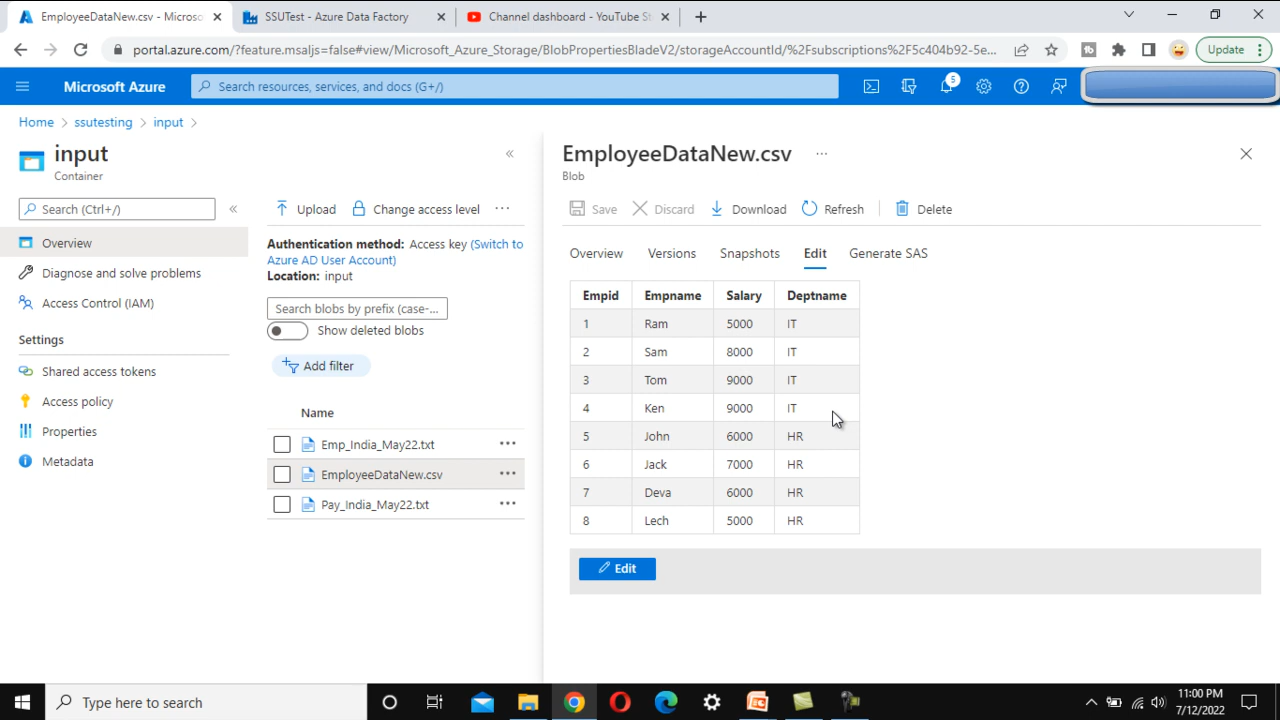 EmployeeDataNew.csv - Microso
SSUTest - Azure Data Factory
Channel dashboard - YouTube St
portal.azure.com/?feature.msaljs=false#view/Microsoft_Azure_Storage/BlobPropertiesBladeV2/storageAccountId/%2Fsubscriptions%2F5c404b92-5e...
Update
Microsoft Azure
Search resources, services, and docs (G+/)
5
Home > ssutesting > input >
input
Container
Search (Ctrl+/)
Overview
Diagnose and solve problems
Access Control (IAM)
Settings
Shared access tokens
Access policy
Properties
Metadata
Upload
Change access level
Authentication method: Access key (Switch to
Azure AD User Account)
Location: input
Search blobs by prefix (case-...
Show deleted blobs
Add filter
Name
Emp_India_May22.txt
EmployeeDataNew.csv
Pay_India_May22.txt
EmployeeDataNew.csv
Blob
Save Discard Download Refresh Delete
Overview Versions Snapshots Edit Generate SAS
Empid Empname Salary Deptname
1 Ram 5000 IT
2 Sam 8000 IT
3 Tom 9000 IT
4 Ken 9000 IT
5 John 6000 HR
6 Jack 7000 HR
7 Deva 6000 HR
8 Lech 5000 HR
Edit
Type here to search
11:00 PM
7/12/2022